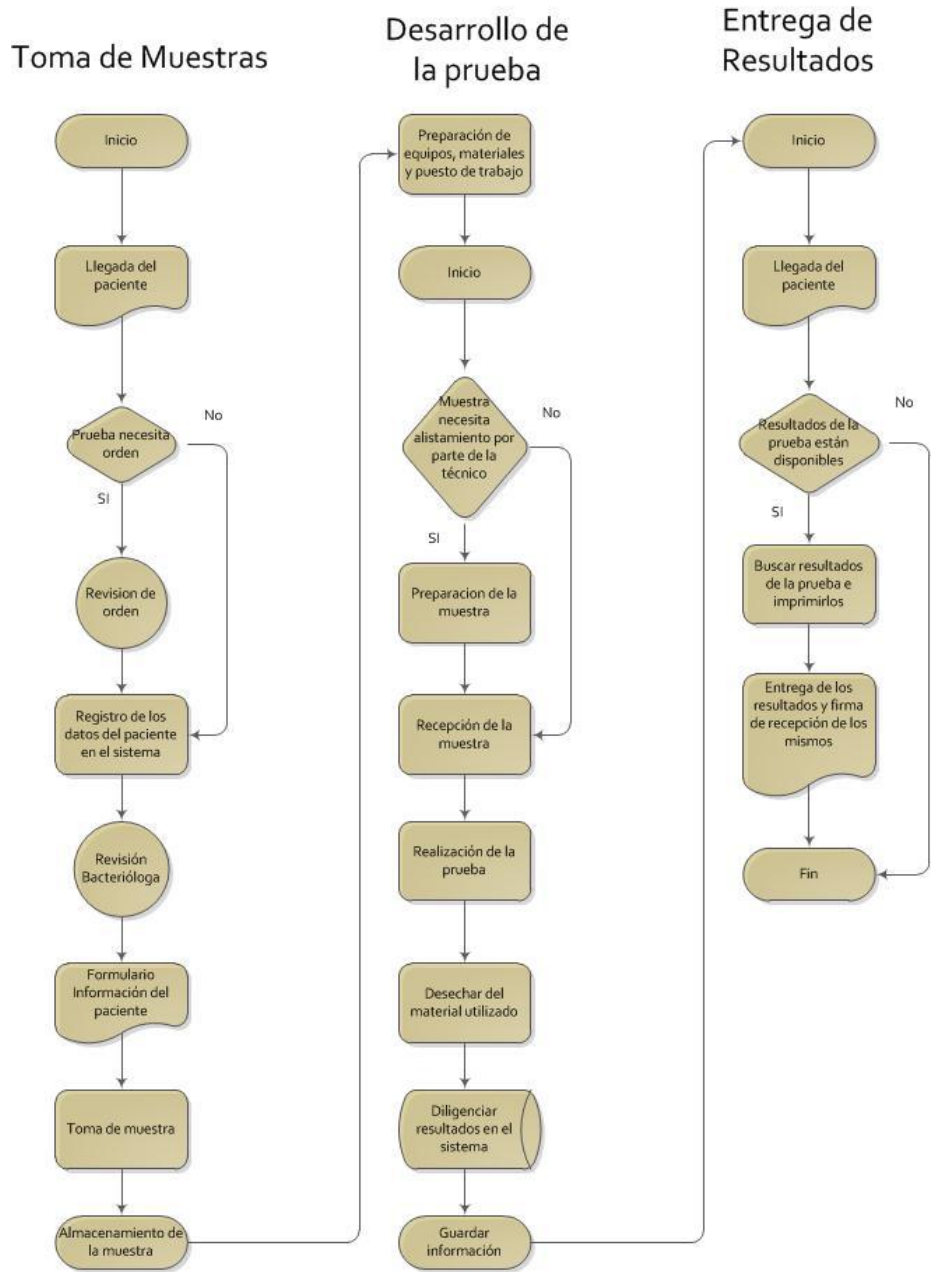 Toma de Muestras
Inicio
Llegada del
paciente
No
Prueba necesita
orden
SI
Revision de
orden
Registro de los
datos del paciente
en el sistema
Revisión
Bacterióloga
Formulario
Información del
paciente
Toma de muestra
Almacenamiento de
la muestra
Desarrollo de
la prueba
Preparación de
equipos, materiales
y puesto de trabajo
Inicio
Muestra
necesita
alistamiento por
parte de la
técnico
No
SI
Preparacion de la
muestra
Recepción de la
muestra
Realización de la
prueba
Desechar del
material utilizado
Diligenciar
resultados en el
sistema
Guardar
información
Entrega de
Resultados
Inicio
Llegada del
paciente
No
Resultados de la
prueba están
disponibles
SI
Buscar resultados
de la prueba e
imprimirlos
Entrega de los
resultados y firma
de recepción de los
mismos
Fin